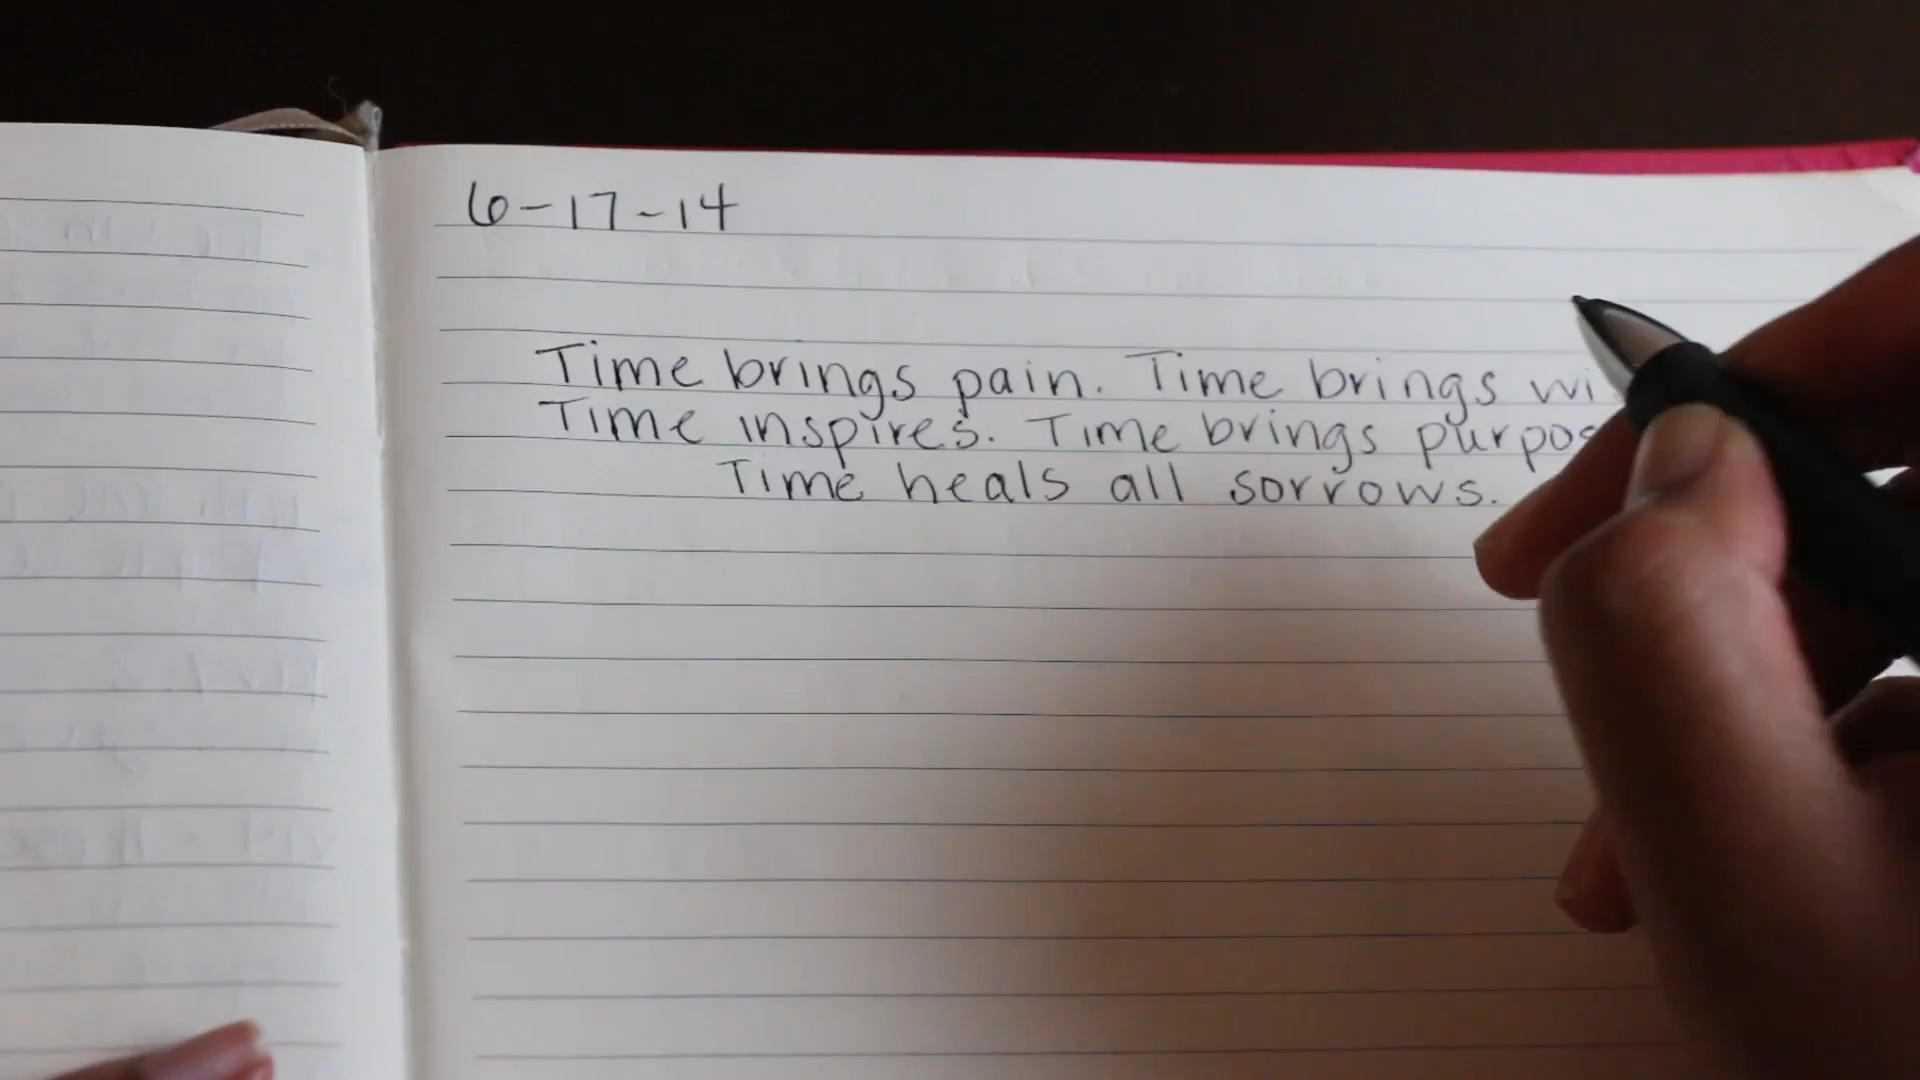 6-17-14
Time brings pain. Time brings
Time inspires. Time brings
Time heals all sorrows.